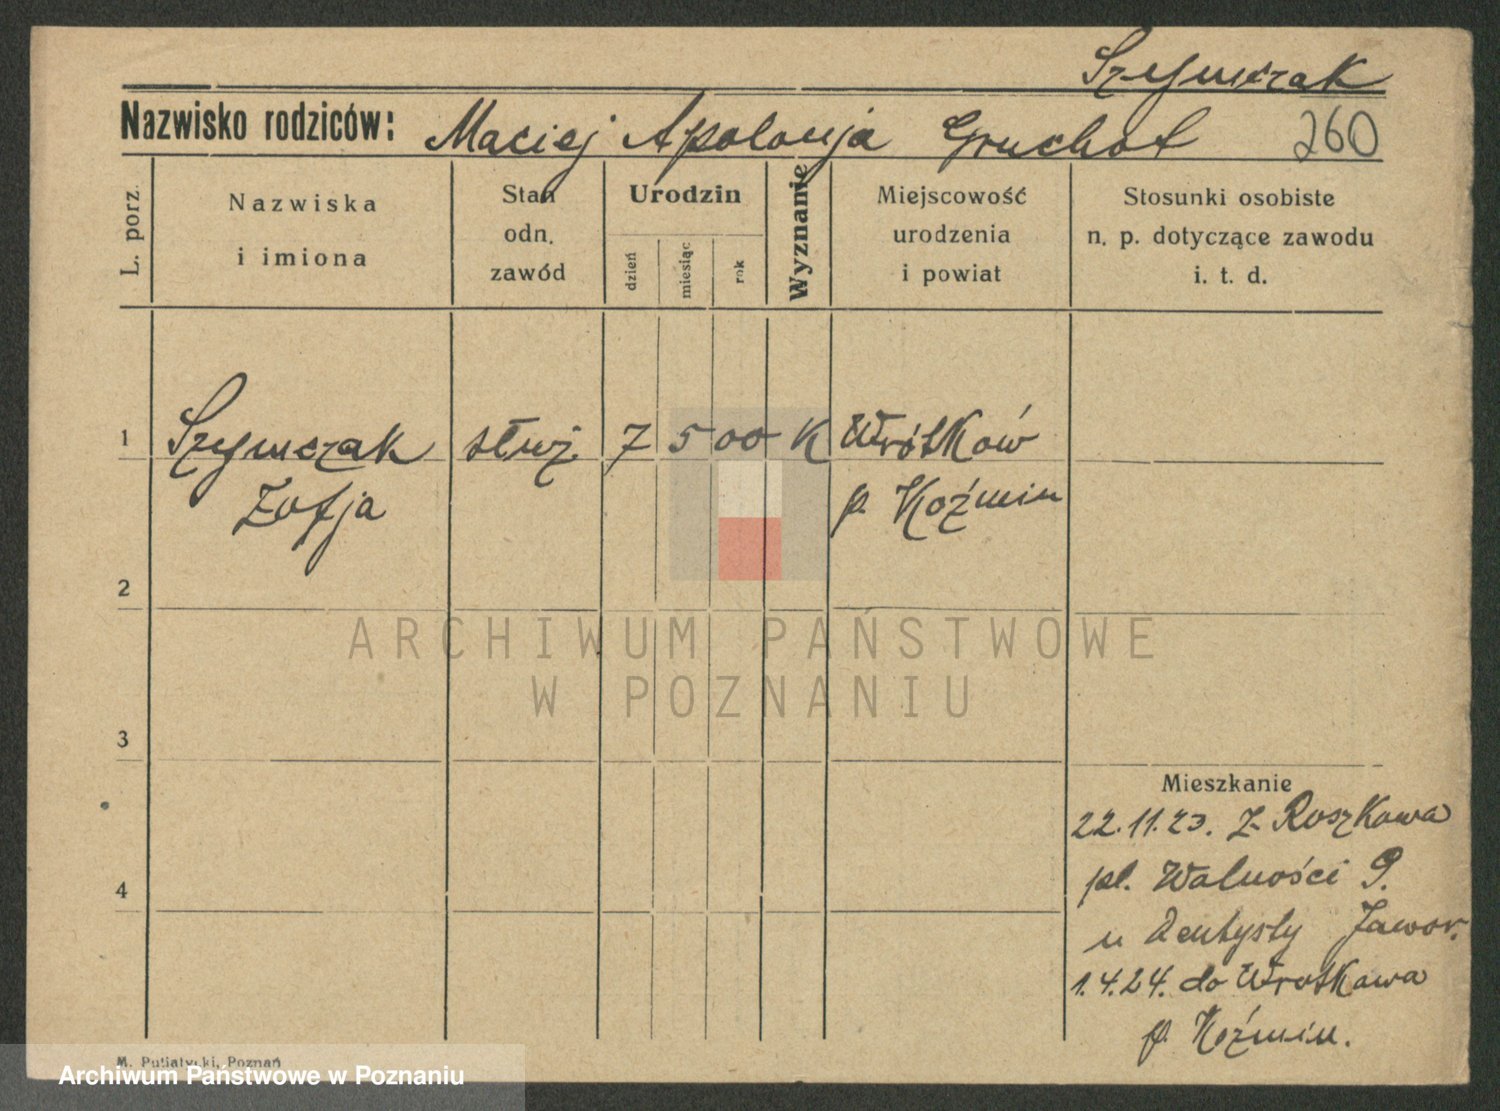 Szymczak
Nazwisko rodziców: Maciej Apolonja Gruchot 260
L. porz.
Nazwiska
i imiona
Stan
odn.
zawód
Urodzin
dzień
miesiąc
rok
Wyznanie
Miejscowość
urodzenia
i powiat
Stosunki osobiste
n. p. dotyczące zawodu
i. t. d.
1 Szymczak służ. 7 5 00 K Wrótków
Zofja p. Koźmin
2
ARCHIWUM PAŃSTWOWE
W POZNANIU
3
Mieszkanie
22.11.23. z Roszkowa
pl. Wolności 9.
4
u dentysty Jawor.
1.4.24. do Wrotkowa
p. Koźmin.
M. Putiatycki, Poznań
Archiwum Państwowe w Poznaniu